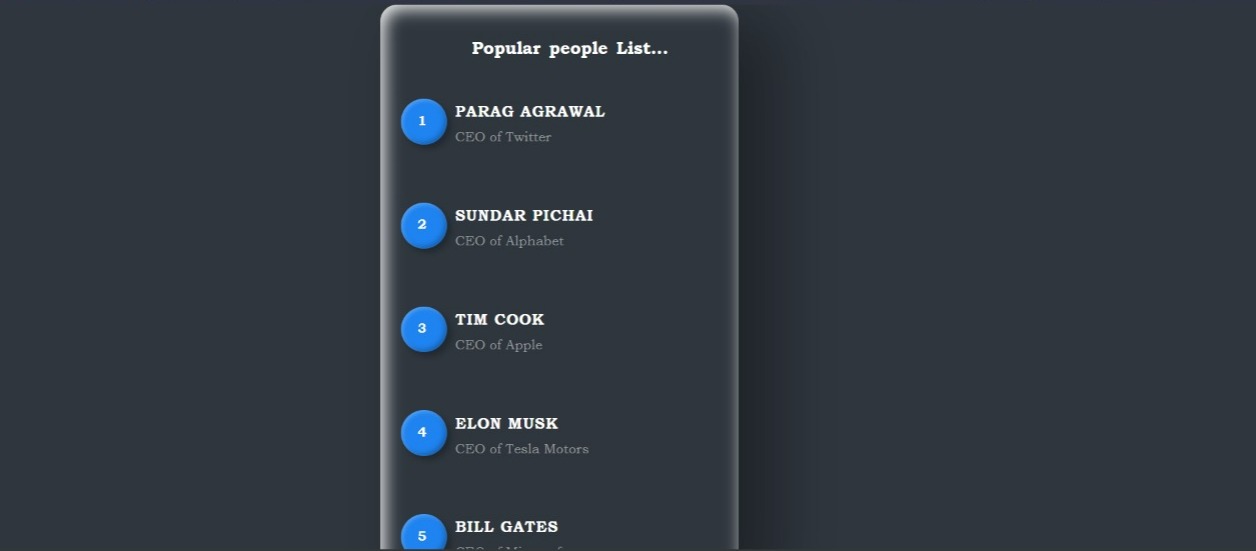 Popular people List...
1
PARAG AGRAWAL
CEO of Twitter
2
SUNDAR PICHAI
CEO of Alphabet
3
TIM COOK
CEO of Apple
4
ELON MUSK
CEO of Tesla Motors
5
BILL GATES